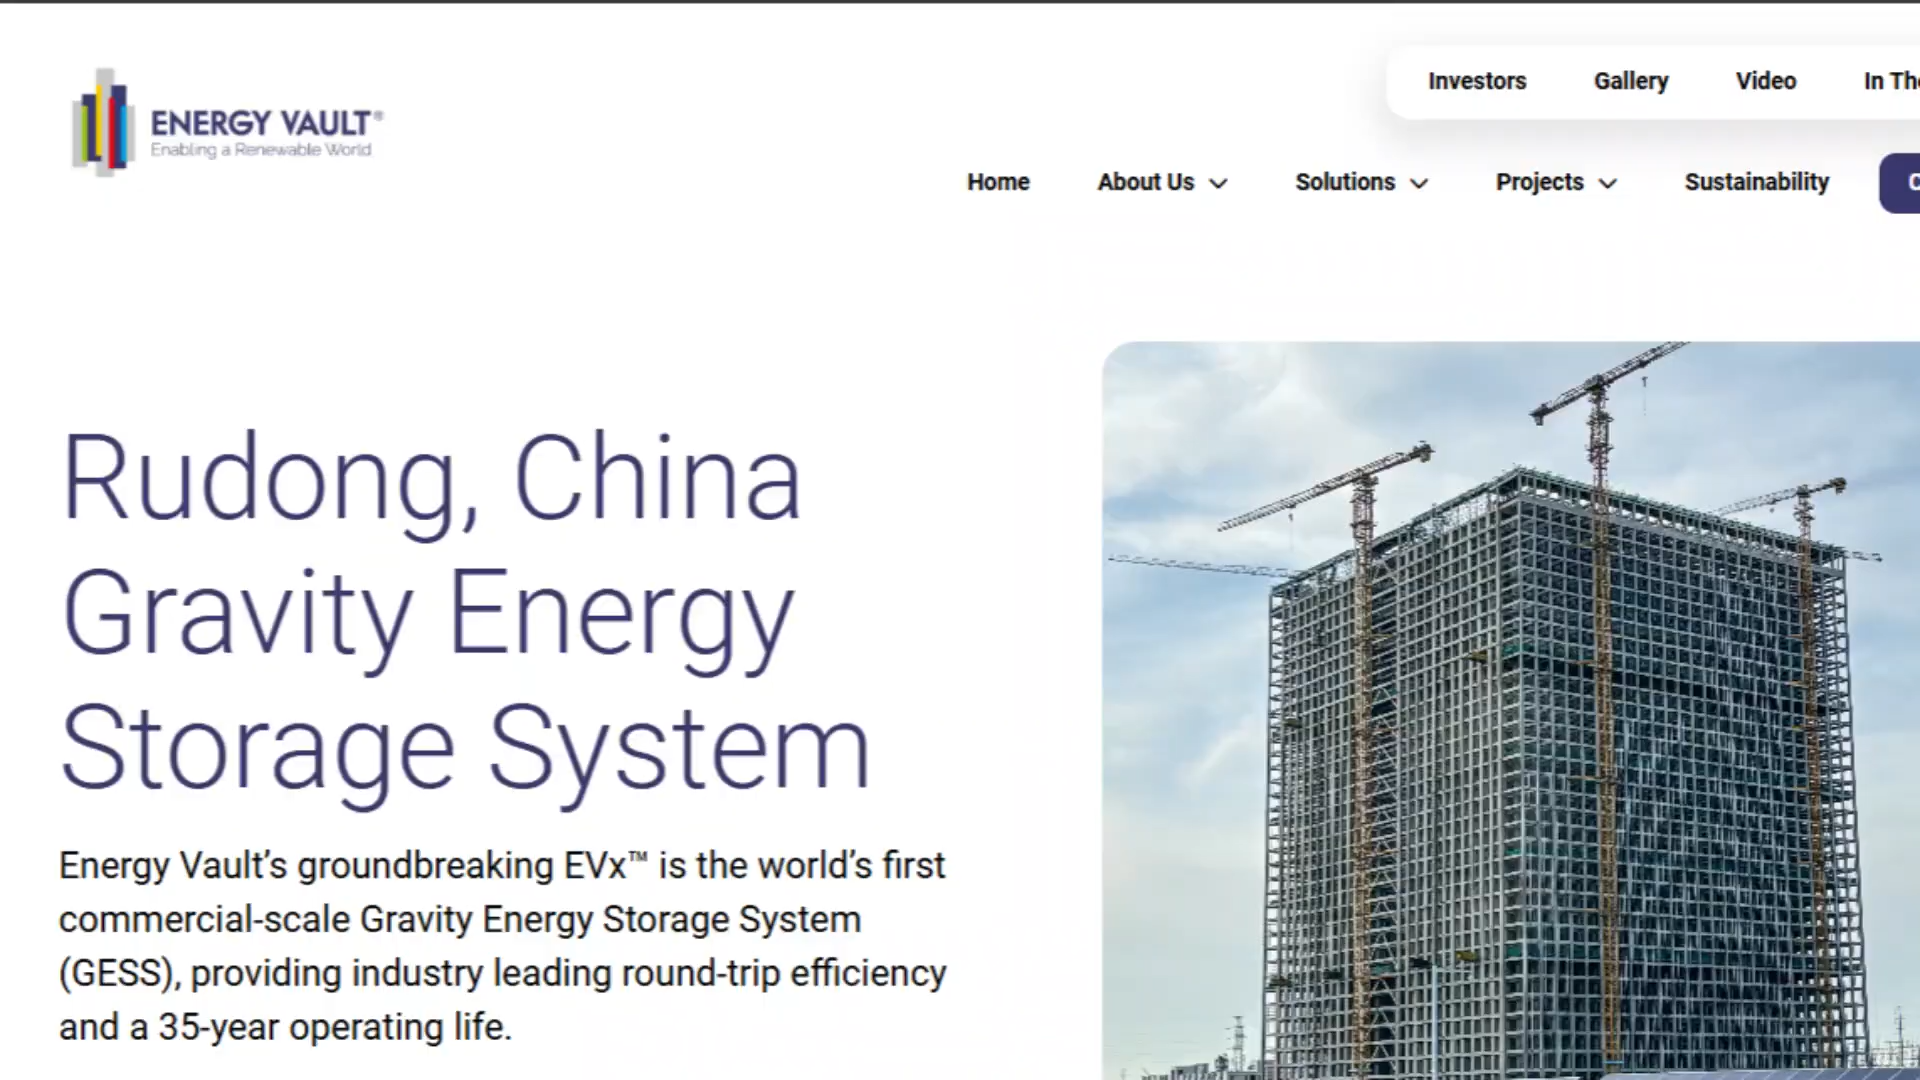 ENERGY VAULT®
Enabling a Renewable World
Investors Gallery Video In The
Home About Us Solutions Projects Sustainability
Rudong, China
Gravity Energy
Storage System
Energy Vault’s groundbreaking EVx™ is the world’s first
commercial-scale Gravity Energy Storage System
(GESS), providing industry leading round-trip efficiency
and a 35-year operating life.